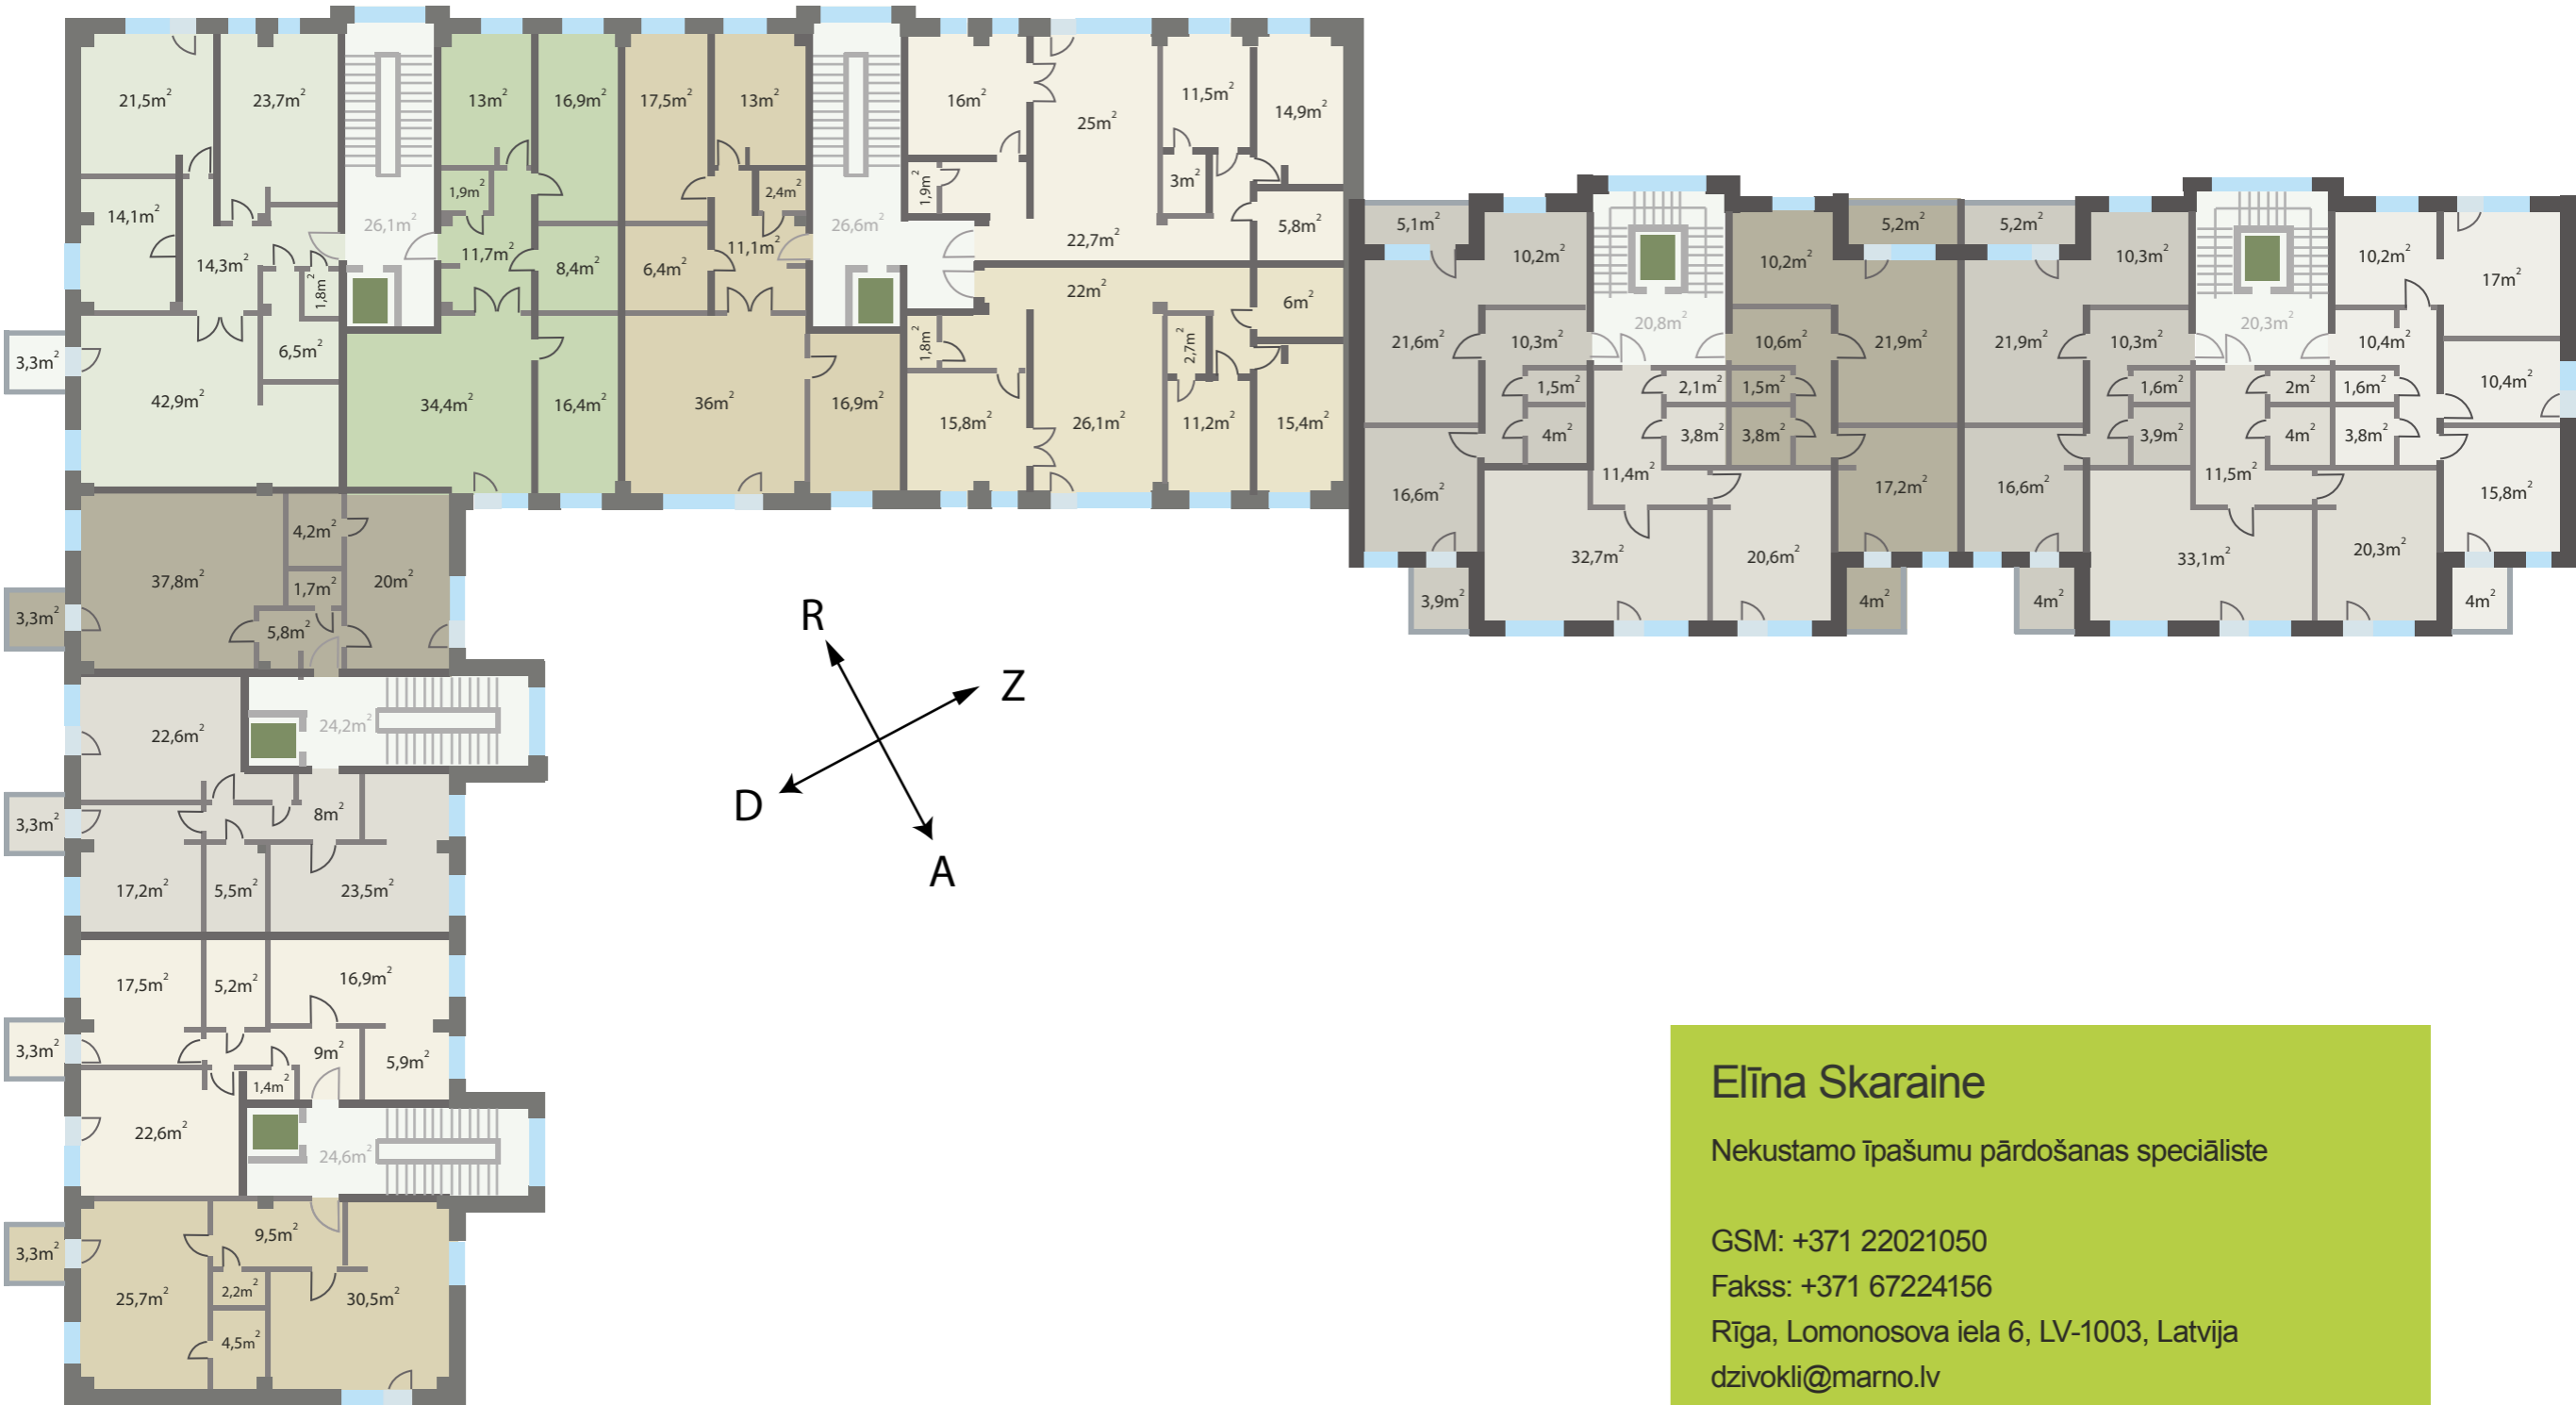 21,5m²
23,7m²
13m²
16,9m²
17,5m²
13m²
16m²
25m²
11,5m²
14,9m²
14,1m²
26,1m²
1,9m²
2,4m²
26,6m²
1,9m²
3m²
14,3m²
1,8m²
11,7m²
8,4m²
6,4m²
11,1m²
22,7m²
5,8m²
22m²
6m²
3,3m²
6,5m²
42,9m²
34,4m²
16,4m²
36m²
16,9m²
1,8m²
2,7m²
15,8m²
26,1m²
11,2m²
15,4m²
5,1m²
10,2m²
10,2m²
5,2m²
5,2m²
10,3m²
10,2m²
17m²
21,6m²
10,3m²
20,8m²
10,6m²
21,9m²
21,9m²
10,3m²
20,3m²
10,4m²
10,4m²
1,5m²
2,1m²
1,5m²
1,6m²
2m²
1,6m²
4m²
3,8m²
3,8m²
3,9m²
4m²
3,8m²
16,6m²
11,4m²
17,2m²
16,6m²
11,5m²
15,8m²
32,7m²
20,6m²
33,1m²
20,3m²
3,9m²
4m²
4m²
4m²
37,8m²
4,2m²
1,7m²
20m²
3,3m²
5,8m²
R
Z
D
A
22,6m²
24,2m²
3,3m²
8m²
17,2m²
5,5m²
23,5m²
17,5m²
5,2m²
16,9m²
3,3m²
9m²
5,9m²
1,4m²
22,6m²
24,6m²
3,3m²
9,5m²
25,7m²
2,2m²
30,5m²
4,5m²
Elīna Skaraine
Nekustamo īpašumu pārdošanas speciāliste
GSM: +371 22021050
Fakss: +371 67224156
Rīga, Lomonosova iela 6, LV-1003, Latvija
dzivokli@marno.lv